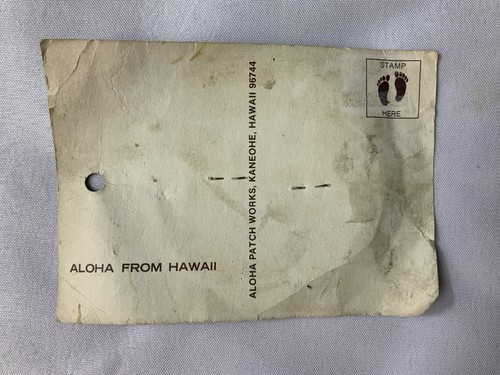 STAMP
HERE
ALOHA PATCH WORKS, KANEOHE, HAWAII 96744
ALOHA FROM HAWAII